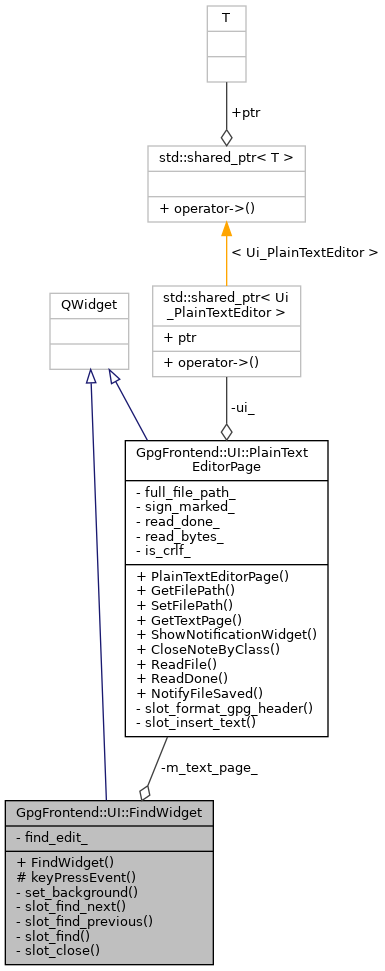 T
+ptr
std::shared_ptr< T >
+ operator->()
< Ui_PlainTextEditor >
std::shared_ptr< Ui
_PlainTextEditor >
+ ptr
+ operator->()
QWidget
-ui_
GpgFrontend::UI::PlainText
EditorPage
- full_file_path_
- sign_marked_
- read_done_
- read_bytes_
- is_crlf_
+ PlainTextEditorPage()
+ GetFilePath()
+ SetFilePath()
+ GetTextPage()
+ ShowNotificationWidget()
+ CloseNoteByClass()
+ ReadFile()
+ ReadDone()
+ NotifyFileSaved()
- slot_format_gpg_header()
- slot_insert_text()
-m_text_page_
GpgFrontend::UI::FindWidget
- find_edit_
+ FindWidget()
# keyPressEvent()
- set_background()
- slot_find_next()
- slot_find_previous()
- slot_find()
- slot_close()